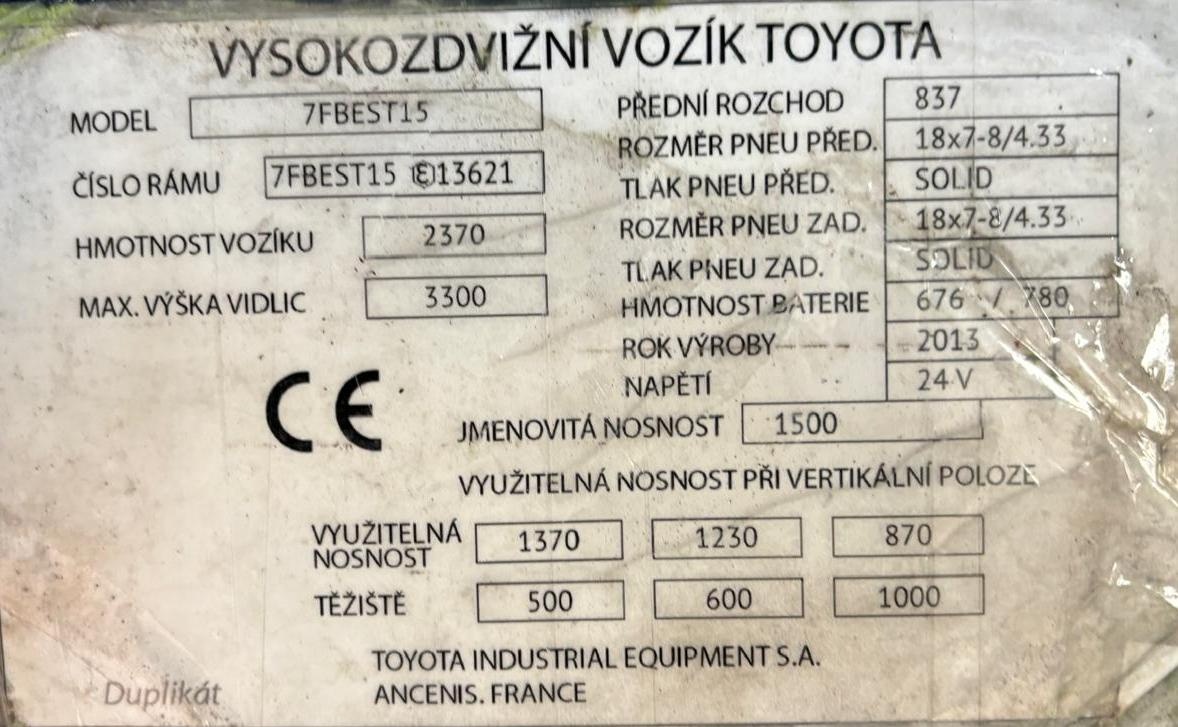 VYSOKOZDVIŽNÍ VOZÍK TOYOTA
MODEL 7FBEST15
ČÍSLO RÁMU 7FBEST15 Ⓔ13621
HMOTNOST VOZÍKU 2370
MAX. VÝŠKA VIDLIC 3300
PŘEDNÍ ROZCHOD 837
ROZMĚR PNEU PŘED. 18x7-8/4.33
TLAK PNEU PŘED. SOLID
ROZMĚR PNEU ZAD. 18x7-8/4.33
TLAK PNEU ZAD. SOLID
HMOTNOST BATERIE 676 / 780
ROK VÝROBY 2013
NAPĚTÍ 24 V
CE
JMENOVITÁ NOSNOST 1500
VYUŽITELNÁ NOSNOST PŘI VERTIKÁLNÍ POLOZE
VYUŽITELNÁ NOSNOST 1370 1230 870
TĚŽIŠTĚ 500 600 1000
TOYOTA INDUSTRIAL EQUIPMENT S.A.
ANCENIS. FRANCE
Duplikát